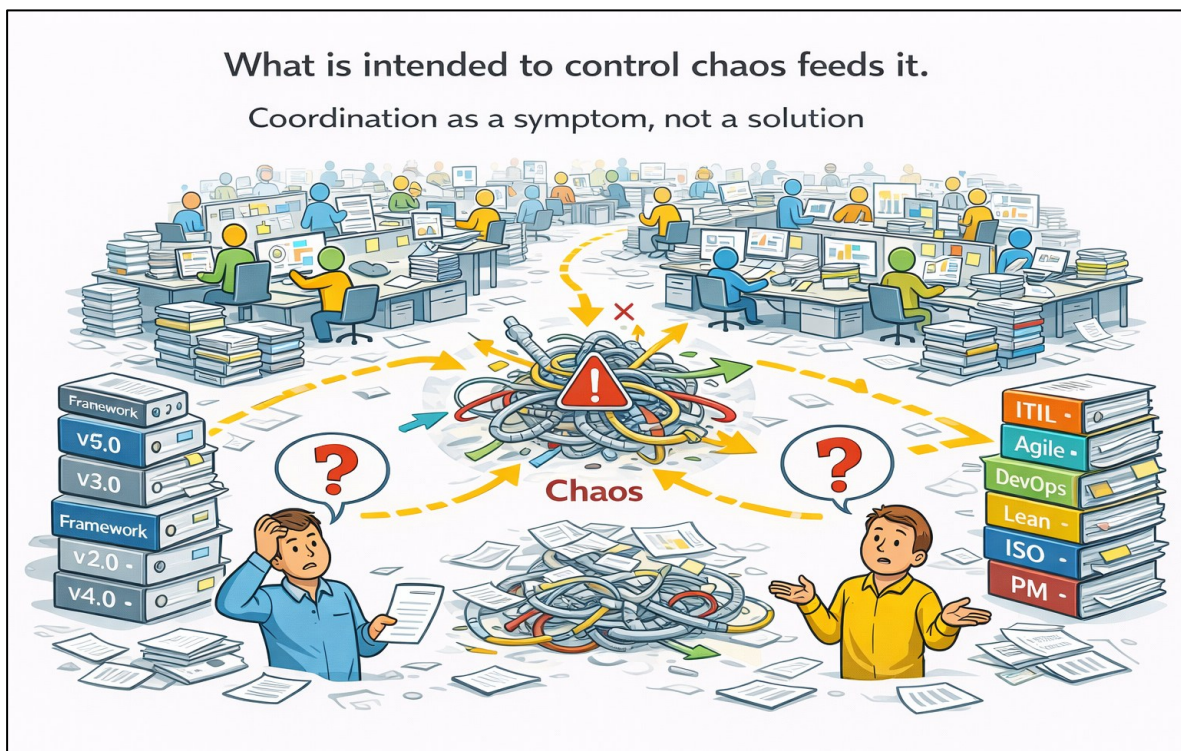 What is intended to control chaos feeds it.
Coordination as a symptom, not a solution
Framework
v5.0
v3.0
Framework
v2.0 -
v4.0 -
?
!
Chaos
?
ITIL -
Agile -
DevOps
Lean -
ISO
PM -